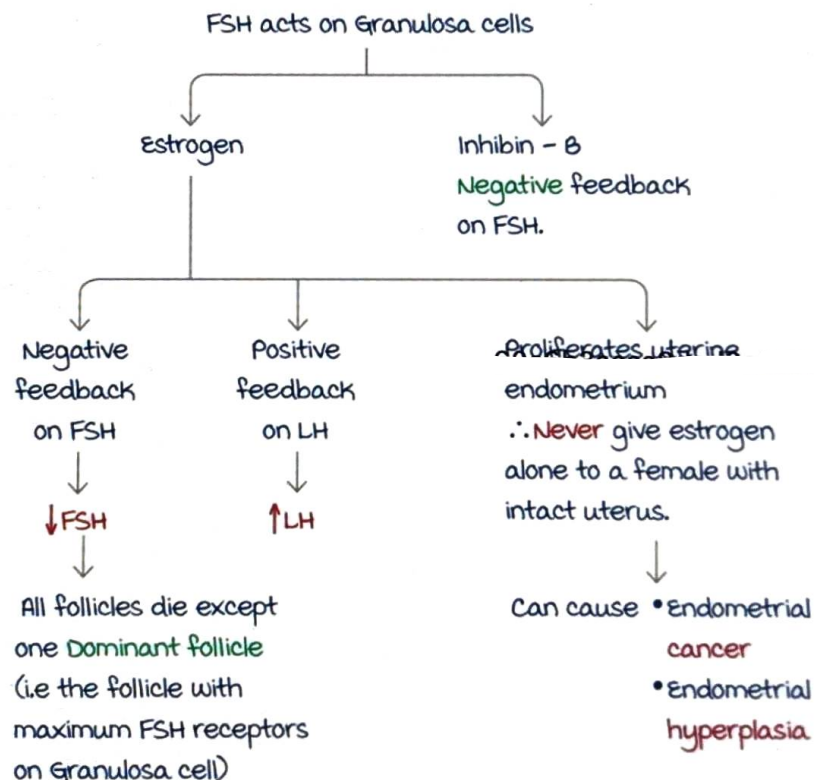 FSH acts on Granulosa cells
Estrogen
Inhibin - B
Negative feedback
on FSH.
Negative
feedback
on FSH
↓FSH
All follicles die except
one Dominant follicle
(i.e the follicle with
maximum FSH receptors
on Granulosa cell)
Positive
feedback
on LH
↑LH
Proliferates uterine
endometrium
∴Never give estrogen
alone to a female with
intact uterus.
Can cause •Endometrial
cancer
•Endometrial
hyperplasia